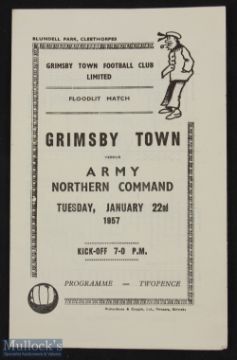 BLUNDELL PARK, CLEETHORPES
GRIMSBY TOWN FOOTBALL CLUB
LIMITED
FLOODLIT MATCH
GRIMSBY TOWN
VERSUS
ARMY
NORTHERN COMMAND
TUESDAY, JANUARY 22nd
1957
KICK-OFF 7-0 P.M.
PROGRAMME — TWOPENCE
Mullock's